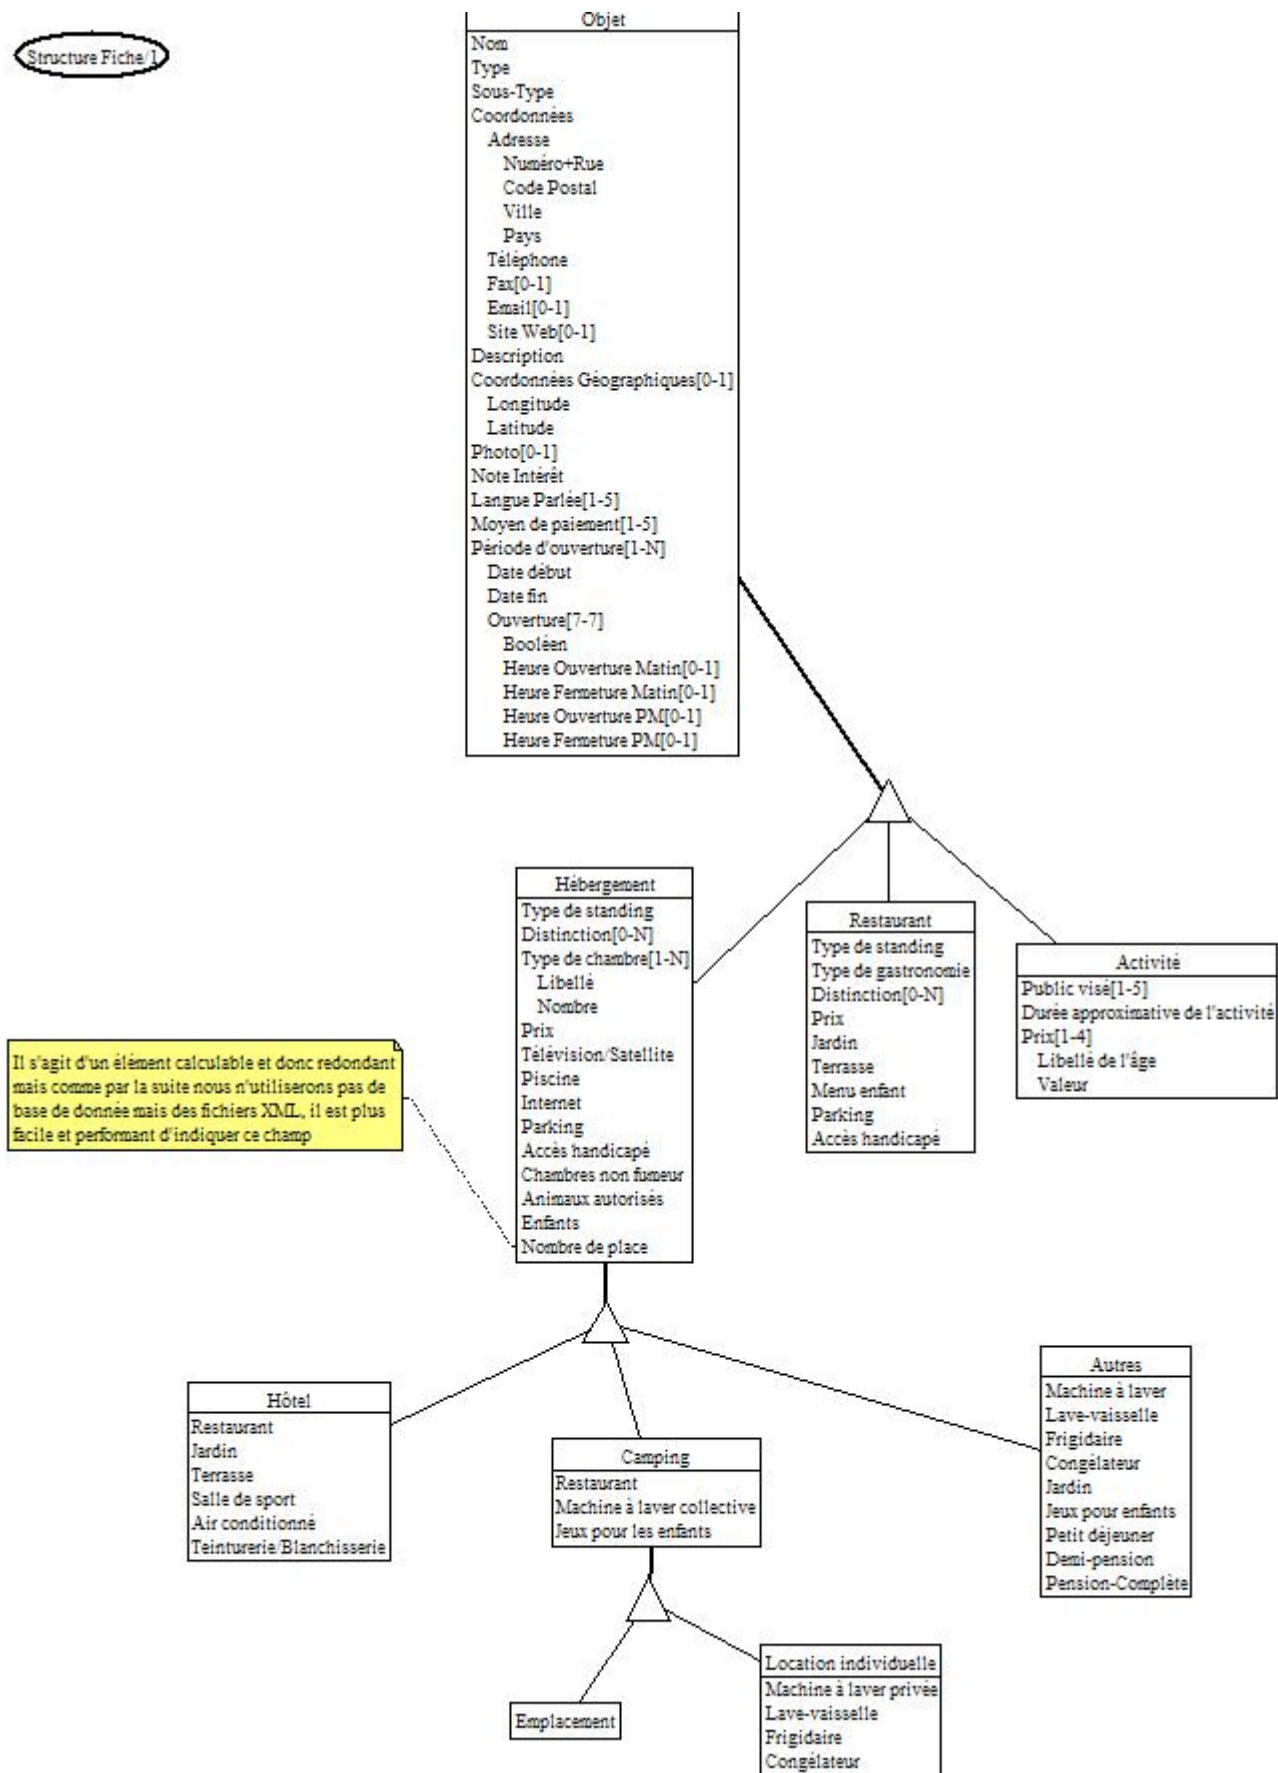 Structure Fiche/1
Objet
Nom
Type
Sous-Type
Coordonnées
Adresse
Numéro+Rue
Code Postal
Ville
Pays
Téléphone
Fax[0-1]
Email[0-1]
Site Web[0-1]
Description
Coordonnées Géographiques[0-1]
Longitude
Latitude
Photo[0-1]
Note Intérêt
Langue Parlée[1-5]
Moyen de paiement[1-5]
Période d'ouverture[1-N]
Date début
Date fin
Ouverture[7-7]
Booléen
Heure Ouverture Matin[0-1]
Heure Fermeture Matin[0-1]
Heure Ouverture PM[0-1]
Heure Fermeture PM[0-1]
Hébergement
Type de standing
Distinction[0-N]
Type de chambre[1-N]
Libellé
Nombre
Prix
Télévision/Satellite
Piscine
Internet
Parking
Accès handicapé
Chambres non fumeur
Animaux autorisés
Enfants
Nombre de place
Restaurant
Type de standing
Type de gastronomie
Distinction[0-N]
Prix
Jardin
Terrasse
Menu enfant
Parking
Accès handicapé
Activité
Public visé[1-5]
Durée approximative de l'activité
Prix[1-4]
Libellé de l'âge
Valeur
Il s'agit d'un élément calculable et donc redondant
mais comme par la suite nous n'utiliserons pas de
base de donnée mais des fichiers XML, il est plus
facile et performant d'indiquer ce champ
Hôtel
Restaurant
Jardin
Terrasse
Salle de sport
Air conditionné
Teinturerie/Blanchisserie
Camping
Restaurant
Machine à laver collective
Jeux pour les enfants
Autres
Machine à laver
Lave-vaisselle
Frigidaire
Congélateur
Jardin
Jeux pour enfants
Petit déjeuner
Demi-pension
Pension-Complète
Emplacement
Location individuelle
Machine à laver privée
Lave-vaisselle
Frigidaire
Congélateur